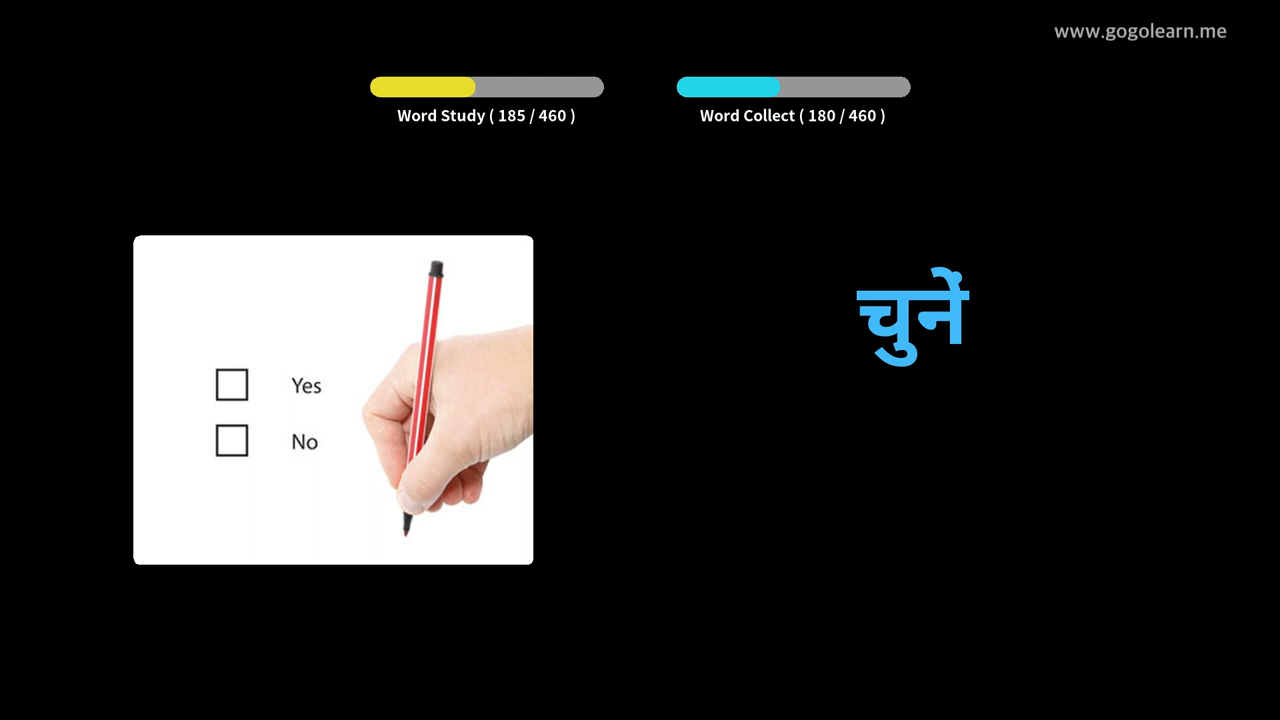 www.gogolearn.me
Word Study ( 185 / 460 )
Word Collect ( 180 / 460 )
चुनें
Yes
No